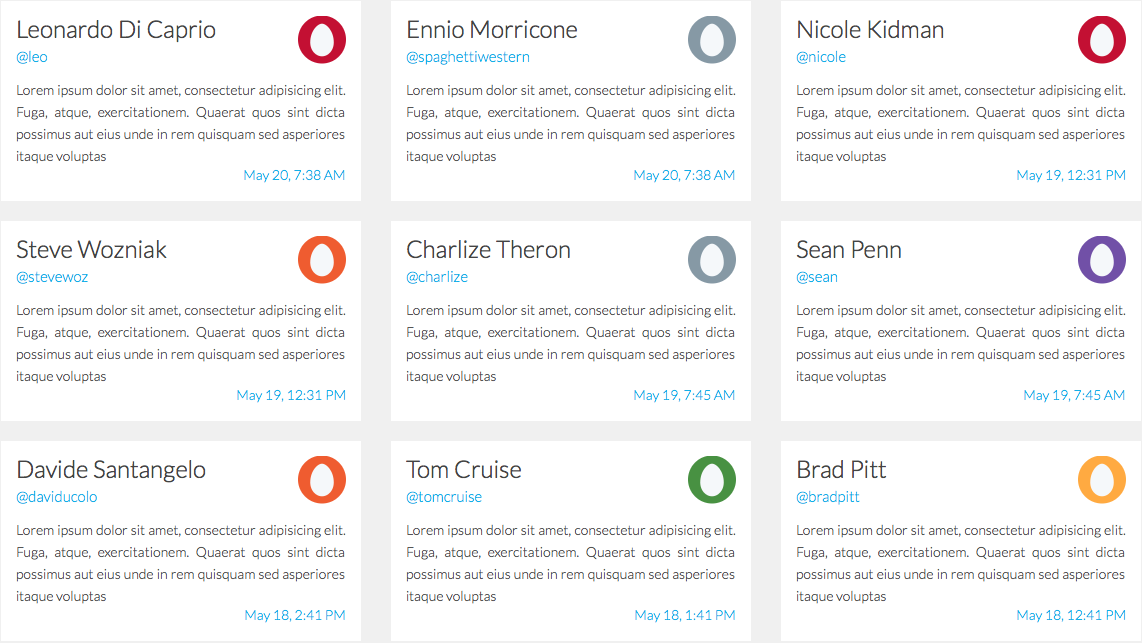 Leonardo Di Caprio
@leo
Lorem ipsum dolor sit amet, consectetur adipisicing elit.
Fuga, atque, exercitationem. Quaerat quos sint dicta
possimus aut eius unde in rem quisquam sed asperiores
itaque voluptas
May 20, 7:38 AM
Ennio Morricone
@spaghettiwestern
Lorem ipsum dolor sit amet, consectetur adipisicing elit.
Fuga, atque, exercitationem. Quaerat quos sint dicta
possimus aut eius unde in rem quisquam sed asperiores
itaque voluptas
May 20, 7:38 AM
Nicole Kidman
@nicole
Lorem ipsum dolor sit amet, consectetur adipisicing elit.
Fuga, atque, exercitationem. Quaerat quos sint dicta
possimus aut eius unde in rem quisquam sed asperiores
itaque voluptas
May 19, 12:31 PM
Steve Wozniak
@stevewoz
Lorem ipsum dolor sit amet, consectetur adipisicing elit.
Fuga, atque, exercitationem. Quaerat quos sint dicta
possimus aut eius unde in rem quisquam sed asperiores
itaque voluptas
May 19, 12:31 PM
Charlize Theron
@charlize
Lorem ipsum dolor sit amet, consectetur adipisicing elit.
Fuga, atque, exercitationem. Quaerat quos sint dicta
possimus aut eius unde in rem quisquam sed asperiores
itaque voluptas
May 19, 7:45 AM
Sean Penn
@sean
Lorem ipsum dolor sit amet, consectetur adipisicing elit.
Fuga, atque, exercitationem. Quaerat quos sint dicta
possimus aut eius unde in rem quisquam sed asperiores
itaque voluptas
May 19, 7:45 AM
Davide Santangelo
@daviducolo
Lorem ipsum dolor sit amet, consectetur adipisicing elit.
Fuga, atque, exercitationem. Quaerat quos sint dicta
possimus aut eius unde in rem quisquam sed asperiores
itaque voluptas
May 18, 2:41 PM
Tom Cruise
@tomcruise
Lorem ipsum dolor sit amet, consectetur adipisicing elit.
Fuga, atque, exercitationem. Quaerat quos sint dicta
possimus aut eius unde in rem quisquam sed asperiores
itaque voluptas
May 18, 1:41 PM
Brad Pitt
@bradpitt
Lorem ipsum dolor sit amet, consectetur adipisicing elit.
Fuga, atque, exercitationem. Quaerat quos sint dicta
possimus aut eius unde in rem quisquam sed asperiores
itaque voluptas
May 18, 12:41 PM